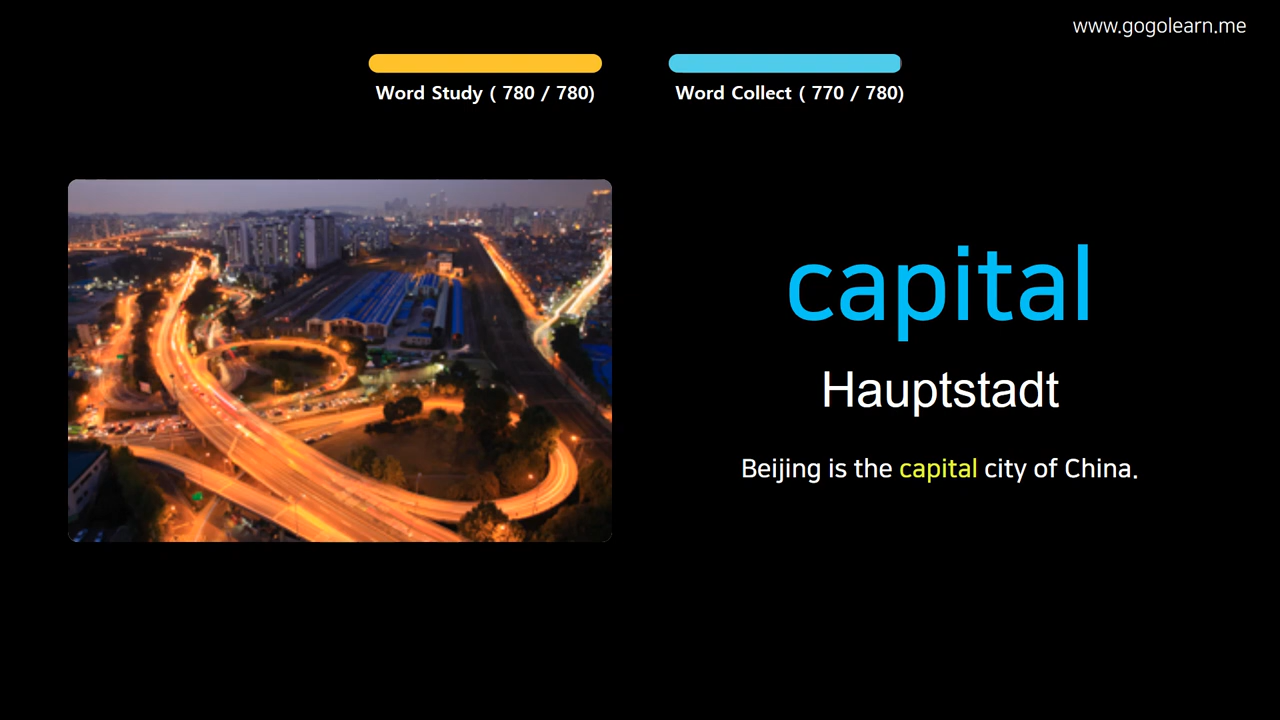 www.gogolearn.me
Word Study ( 780 / 780)
Word Collect ( 770 / 780)
capital
Hauptstadt
Beijing is the capital city of China.